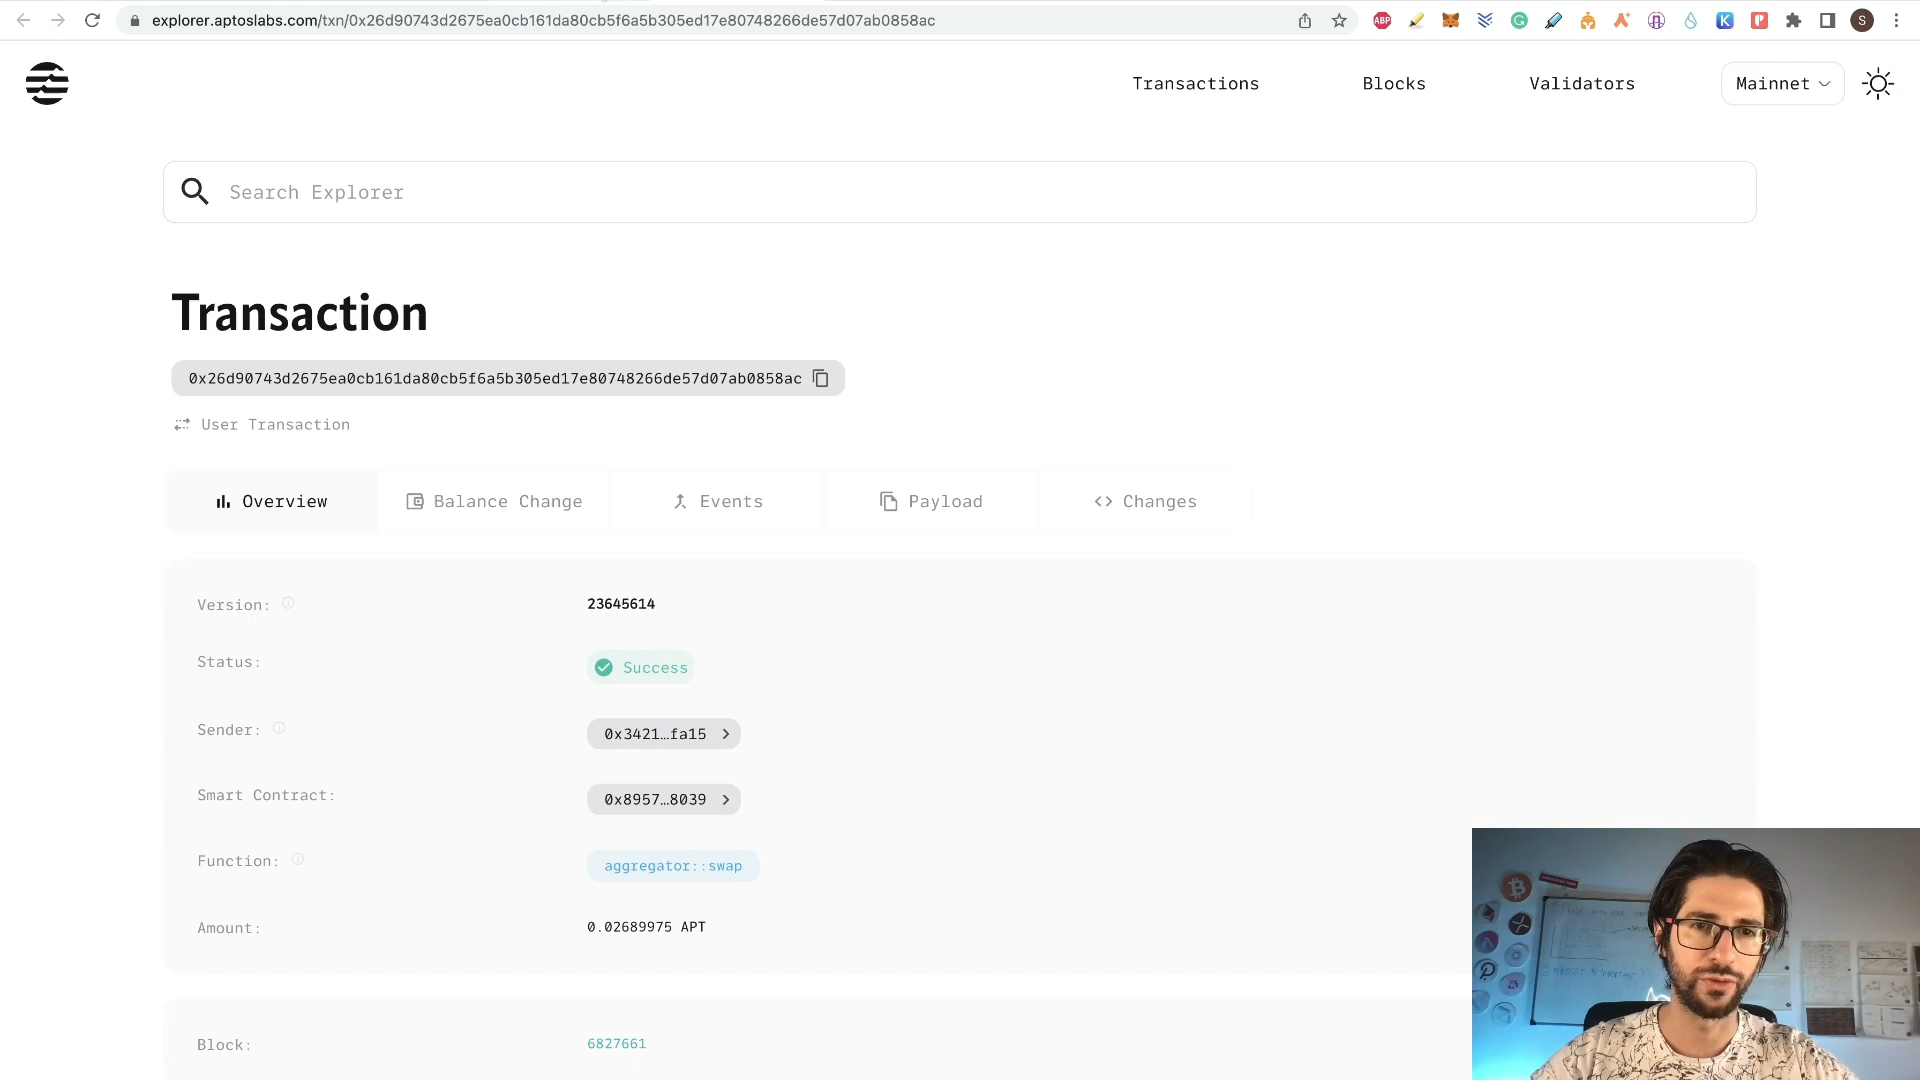 explorer.aptoslabs.com/txn/0x26d90743d2675ea0cb161da80cb5f6a5b305ed17e80748266de57d07ab0858ac
ABP
G
K
P
S
Transactions
Blocks
Validators
Mainnet
Search Explorer
Transaction
0x26d90743d2675ea0cb161da80cb5f6a5b305ed17e80748266de57d07ab0858ac
User Transaction
Overview
Balance Change
Events
Payload
Changes
Version:
23645614
Status:
Success
Sender:
0x3421…fa15
Smart Contract:
0x8957…8039
Function:
aggregator::swap
Amount:
0.02689975 APT
Block:
6827661